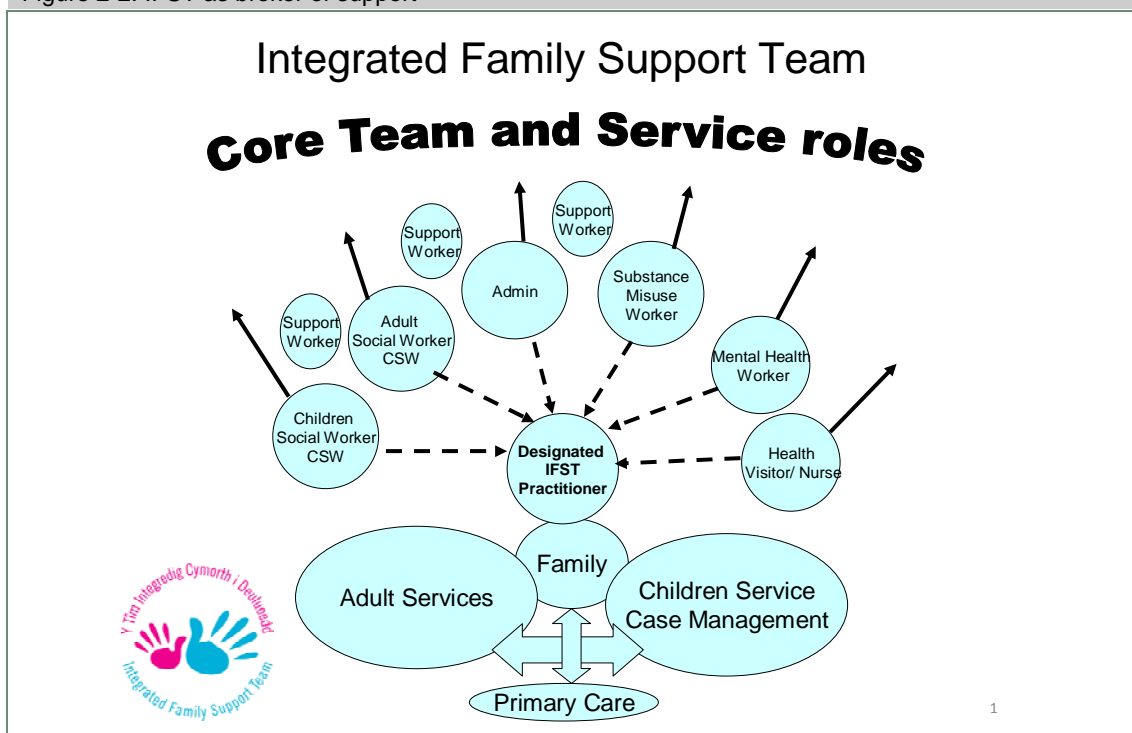 Integrated Family Support Team
Core Team and Service roles
Support
Worker
Support
Worker
Support
Worker
Admin
Substance
Misuse
Worker
Adult
Social Worker
CSW
Mental Health
Worker
Children
Social Worker
CSW
Designated
IFST
Practitioner
Health
Visitor/ Nurse
Family
Adult Services
Children Service
Case Management
Primary Care
Y Tîm Integredig Cymorth i Deuluoedd
Integrated Family Support Team
1